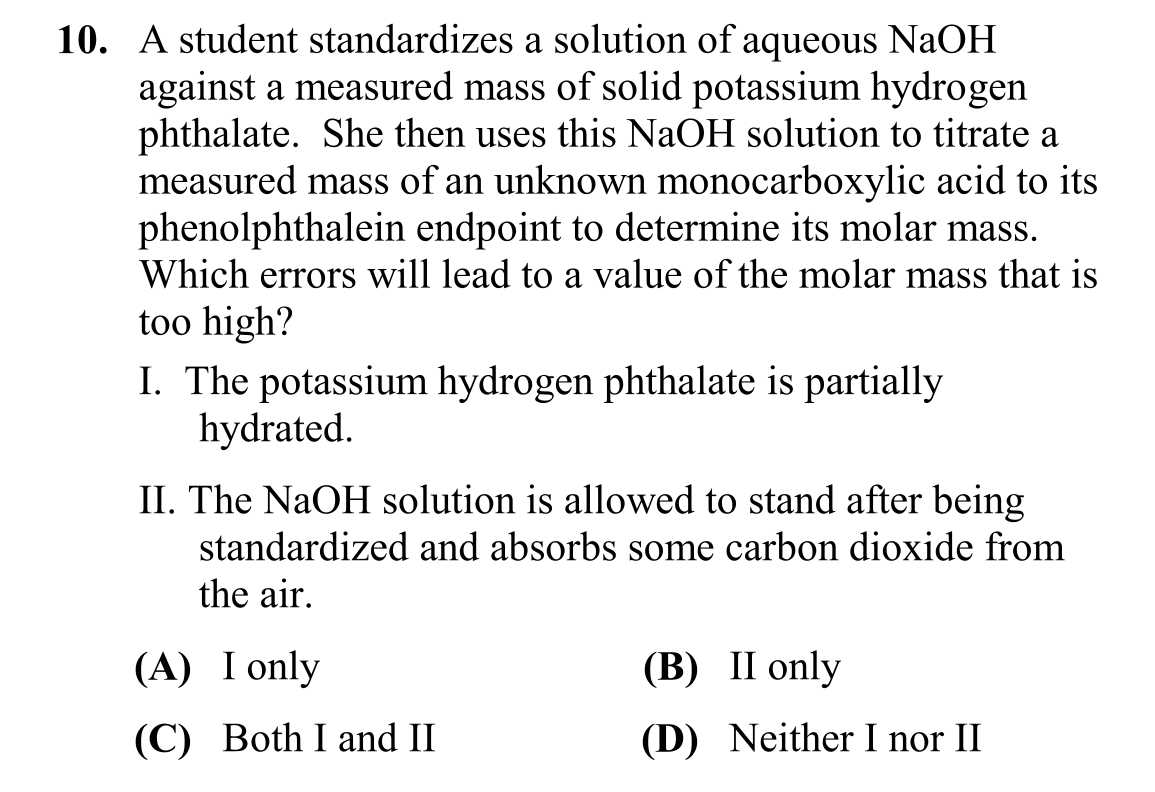 10. A student standardizes a solution of aqueous NaOH
against a measured mass of solid potassium hydrogen
phthalate. She then uses this NaOH solution to titrate a
measured mass of an unknown monocarboxylic acid to its
phenolphthalein endpoint to determine its molar mass.
Which errors will lead to a value of the molar mass that is
too high?
I. The potassium hydrogen phthalate is partially
hydrated.
II. The NaOH solution is allowed to stand after being
standardized and absorbs some carbon dioxide from
the air.
(A) I only (B) II only
(C) Both I and II (D) Neither I nor II